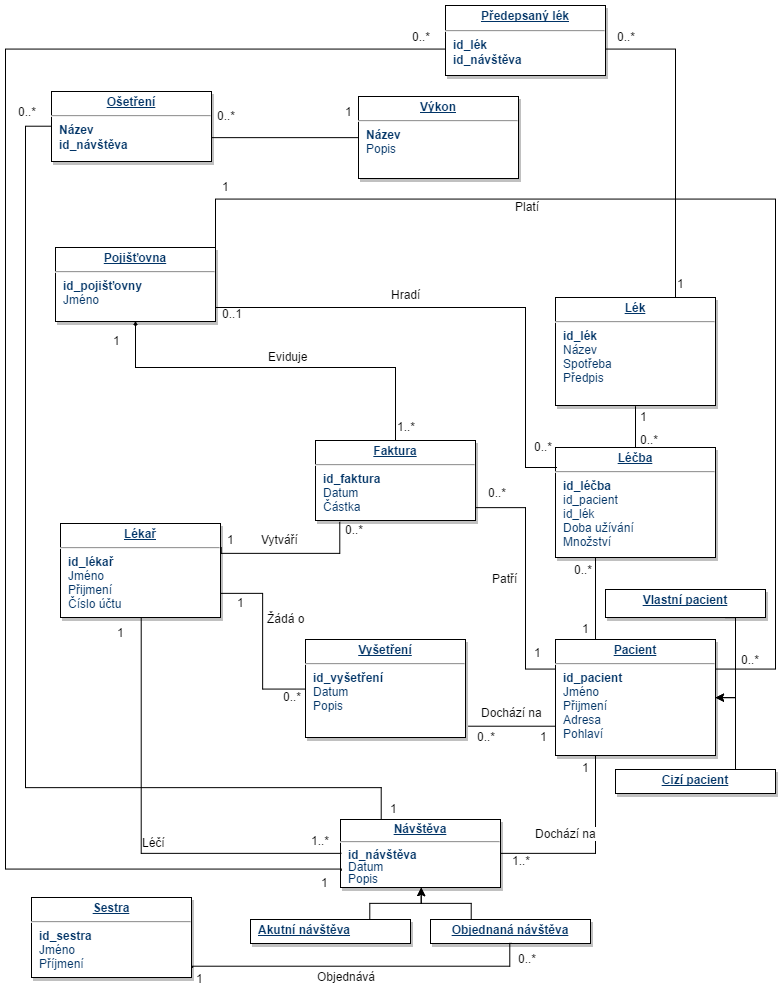 Předepsaný lék
0..*
0..*
id_lék
id_návštěva
Ošetření
0..*
Název
id_návštěva
0..*
1
Výkon
Název
Popis
1
Platí
Pojišťovna
id_pojišťovny
Jméno
Hradí
0..1
1
1
Lék
id_lék
Název
Spotřeba
Předpis
Eviduje
1
1..*
0..*
0..*
Faktura
id_faktura
Datum
Částka
0..*
Léčba
id_léčba
id_pacient
id_lék
Doba užívání
Množství
Lékař
id_lékař
Jméno
Přijmení
Číslo účtu
1
Vytváří
0..*
Patří
0..*
1
Žádá o
1
Vlastní pacient
1
1
Vyšetření
id_vyšetření
Datum
Popis
0..*
Pacient
id_pacient
Jméno
Přijmení
Adresa
Pohlaví
0..*
Dochází na
0..*
1
1
Cizí pacient
1
Návštěva
id_návštěva
Datum
Popis
Léčí
1..*
Dochází na
1..*
1
Sestra
id_sestra
Jméno
Příjmení
Akutní návštěva
Objednaná návštěva
1
Objednává
0..*